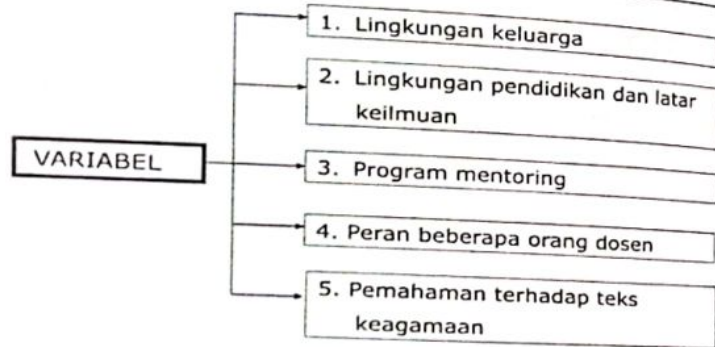 VARIABEL
1. Lingkungan keluarga
2. Lingkungan pendidikan dan latar
keilmuan
3. Program mentoring
4. Peran beberapa orang dosen
5. Pemahaman terhadap teks
keagamaan